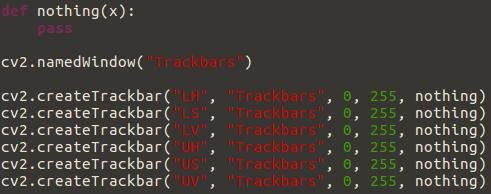 def nothing(x):
    pass

cv2.namedWindow("Trackbars")

cv2.createTrackbar("LH", "Trackbars", 0, 255, nothing)
cv2.createTrackbar("LS", "Trackbars", 0, 255, nothing)
cv2.createTrackbar("LV", "Trackbars", 0, 255, nothing)
cv2.createTrackbar("UH", "Trackbars", 0, 255, nothing)
cv2.createTrackbar("US", "Trackbars", 0, 255, nothing)
cv2.createTrackbar("UV", "Trackbars", 0, 255, nothing)